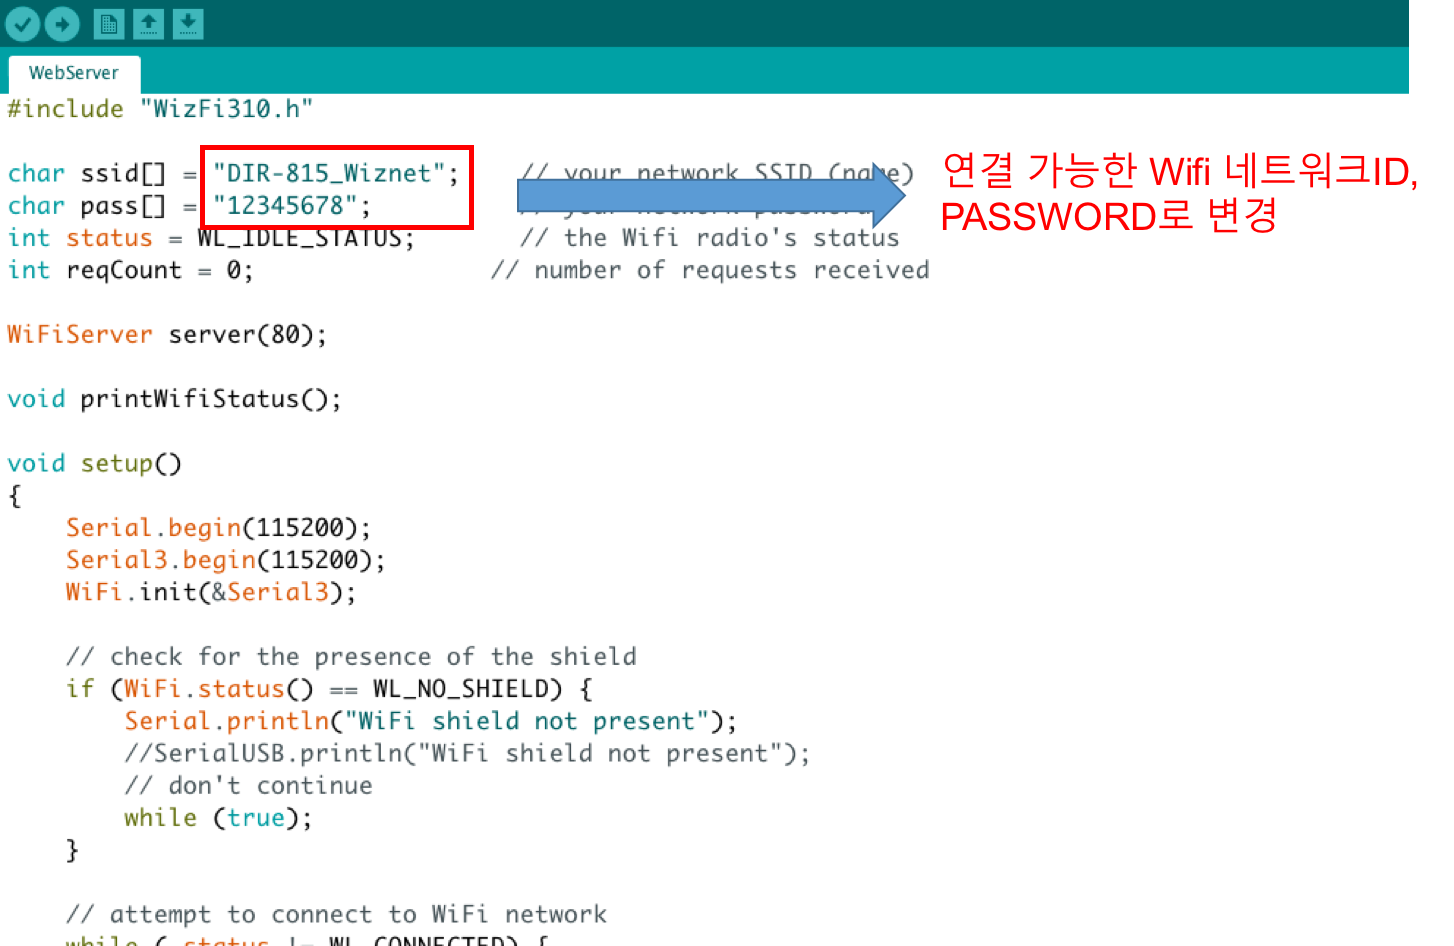 WebServer
#include "WizFi310.h"
char ssid[] = "DIR-815_Wiznet"; // your network SSID (name)
char pass[] = "12345678"; // your network password
int status = WL_IDLE_STATUS; // the Wifi radio's status
int reqCount = 0; // number of requests received
연결 가능한 Wifi 네트워크ID,
PASSWORD로 변경
WiFiServer server(80);
void printWifiStatus();
void setup()
{
Serial.begin(115200);
Serial3.begin(115200);
WiFi.init(&Serial3);
// check for the presence of the shield
if (WiFi.status() == WL_NO_SHIELD) {
Serial.println("WiFi shield not present");
//SerialUSB.println("WiFi shield not present");
// don't continue
while (true);
}
// attempt to connect to WiFi network
while ( status != WL_CONNECTED) {